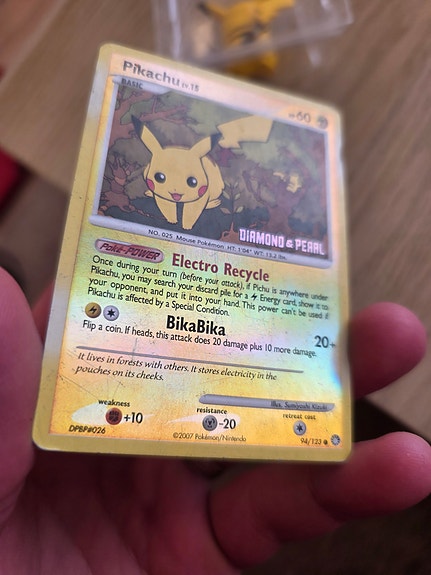 Pikachu LV.18
HP 60
BASIC
NO. 025 Mouse Pokémon HT: 1'04" WT: 13.2 lbs.
DIAMOND & PEARL
Poké-POWER Electro Recycle
Once during your turn (before your attack), if Pichu is anywhere under
Pikachu, you may search your discard pile for a Energy card, show it to
your opponent, and put it into your hand. This power can't be used if
Pikachu is affected by a Special Condition.
BikaBika 20+
Flip a coin. If heads, this attack does 20 damage plus 10 more damage.
It lives in forests with others. It stores electricity in the
pouches on its cheeks.
Illus. Sumiyoshi Kizuki
weakness resistance retreat cost
+10 -20
DPBP#026 ©2007 Pokémon/Nintendo 94/123